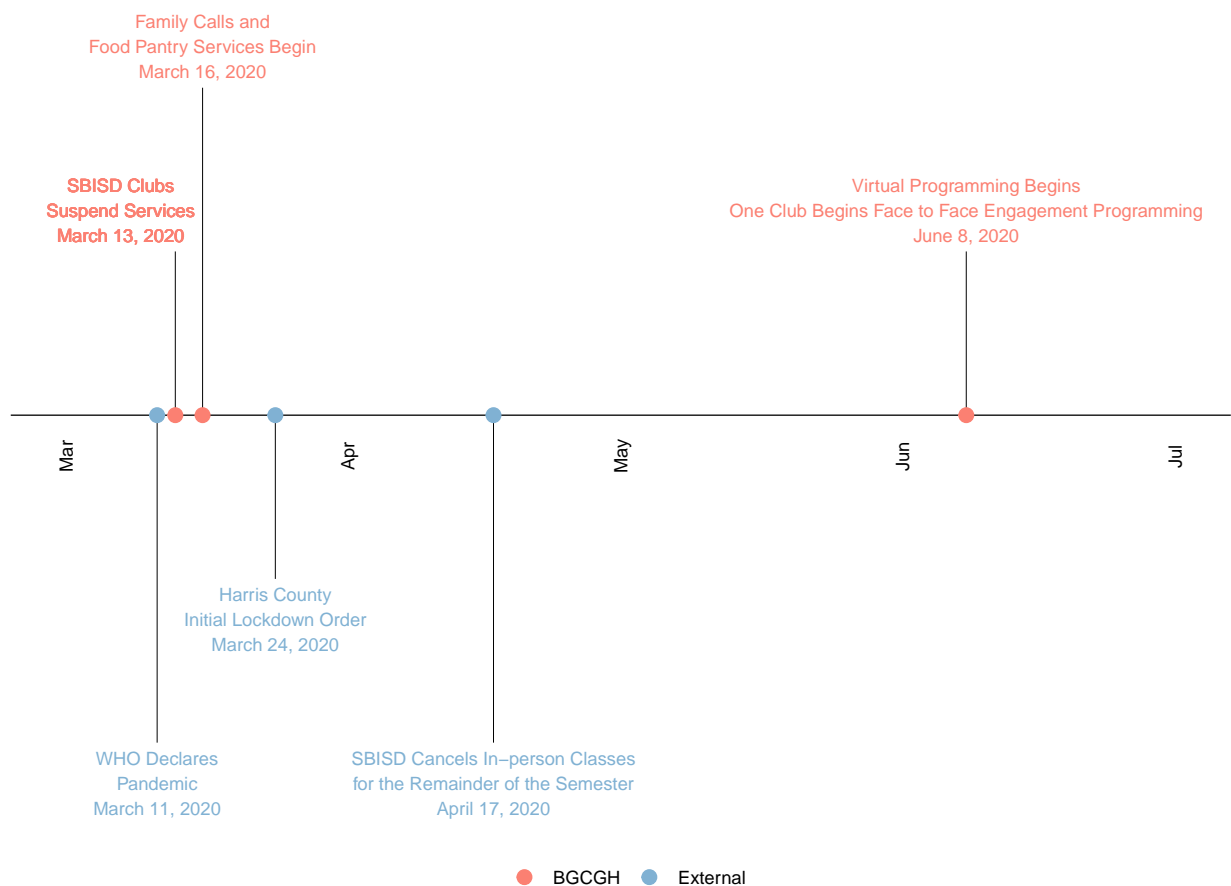 Family Calls and
Food Pantry Services Begin
March 16, 2020
SBISD Clubs
Suspend Services
March 13, 2020
Virtual Programming Begins
One Club Begins Face to Face Engagement Programming
June 8, 2020
Mar
Apr
May
Jun
Jul
Harris County
Initial Lockdown Order
March 24, 2020
WHO Declares
Pandemic
March 11, 2020
SBISD Cancels In−person Classes
for the Remainder of the Semester
April 17, 2020
BGCGH
External